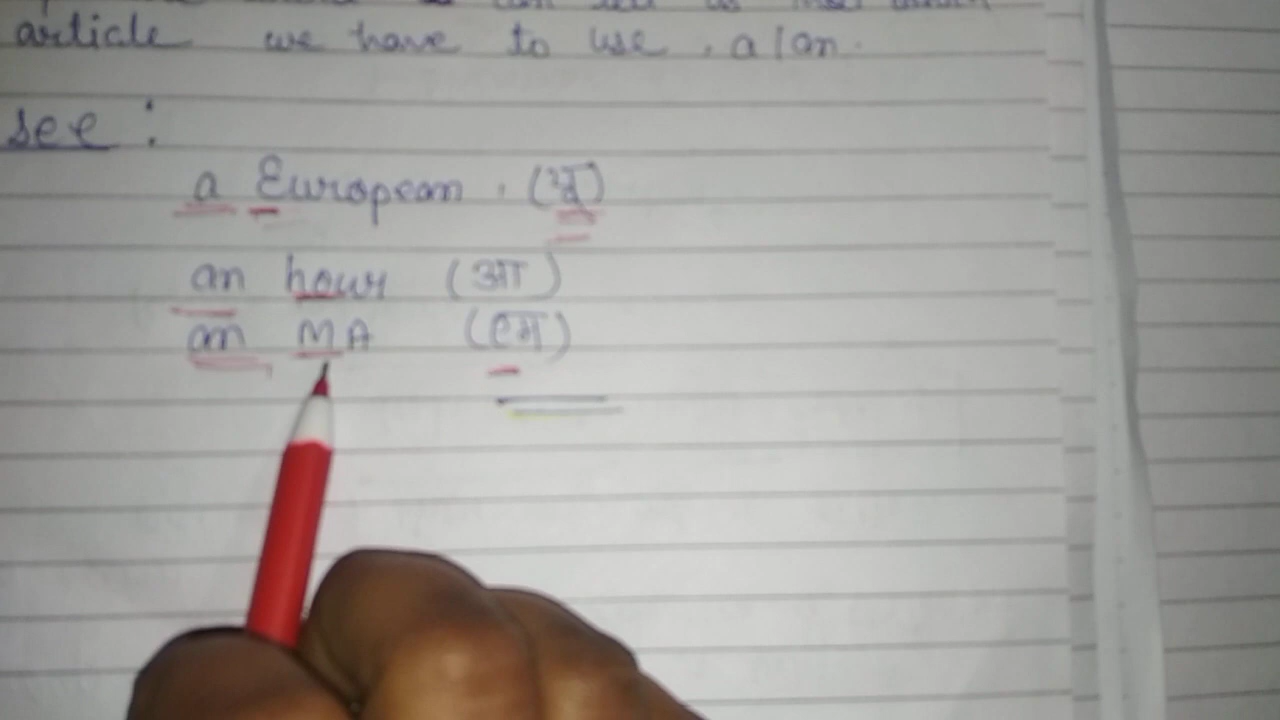 article we have to use, a/an.
see:
a European. (यू)
an hour (आ)
an MA (एम)